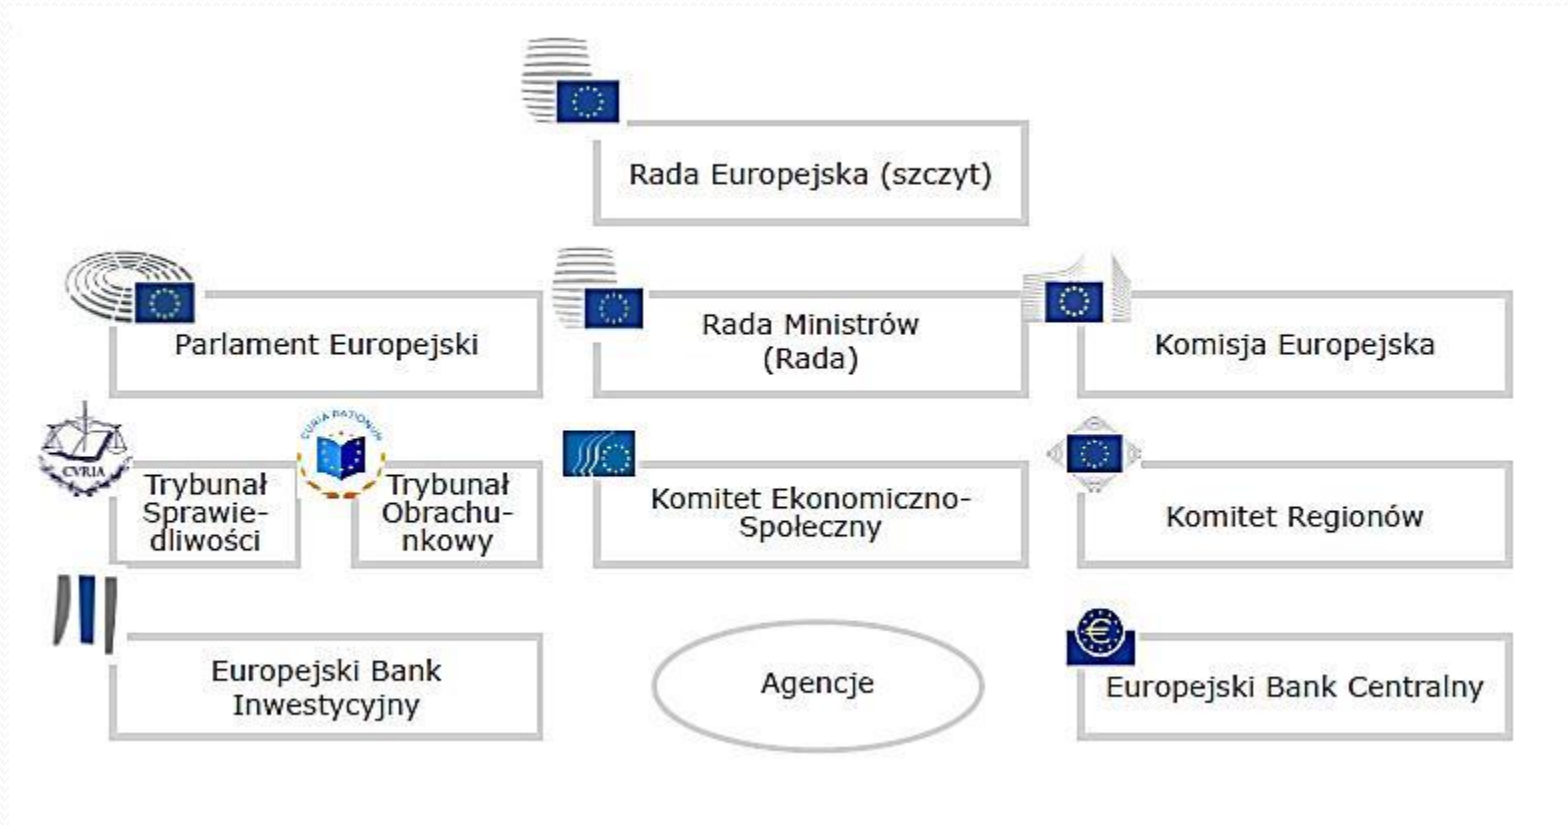 Rada Europejska (szczyt)
Parlament Europejski
Rada Ministrów
(Rada)
Komisja Europejska
CVRIA
Trybunał
Sprawie-
dliwości
CURIA RATIONUM
Trybunał
Obrachu-
nkowy
Komitet Ekonomiczno-
Społeczny
Komitet Regionów
Europejski Bank
Inwestycyjny
Agencje
€
Europejski Bank Centralny